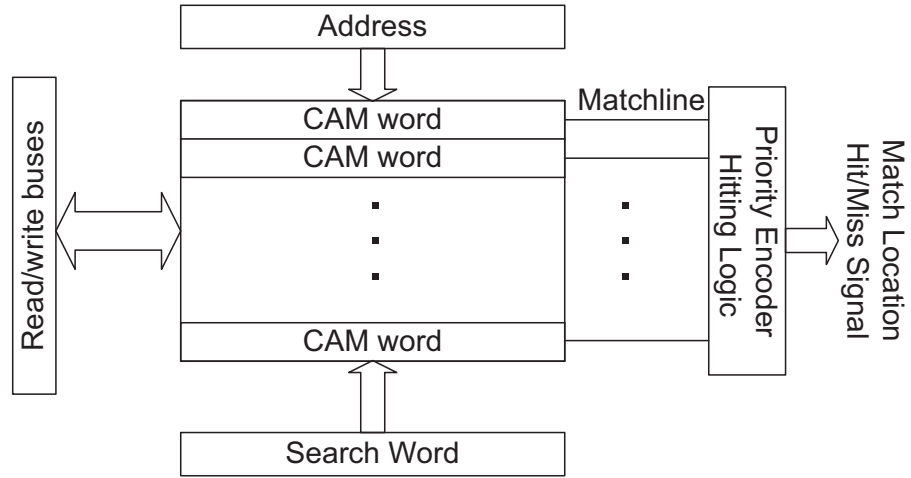 Address
Read/write buses
CAM word
CAM word
CAM word
Matchline
Priority Encoder
Hitting Logic
Match Location
Hit/Miss Signal
Search Word